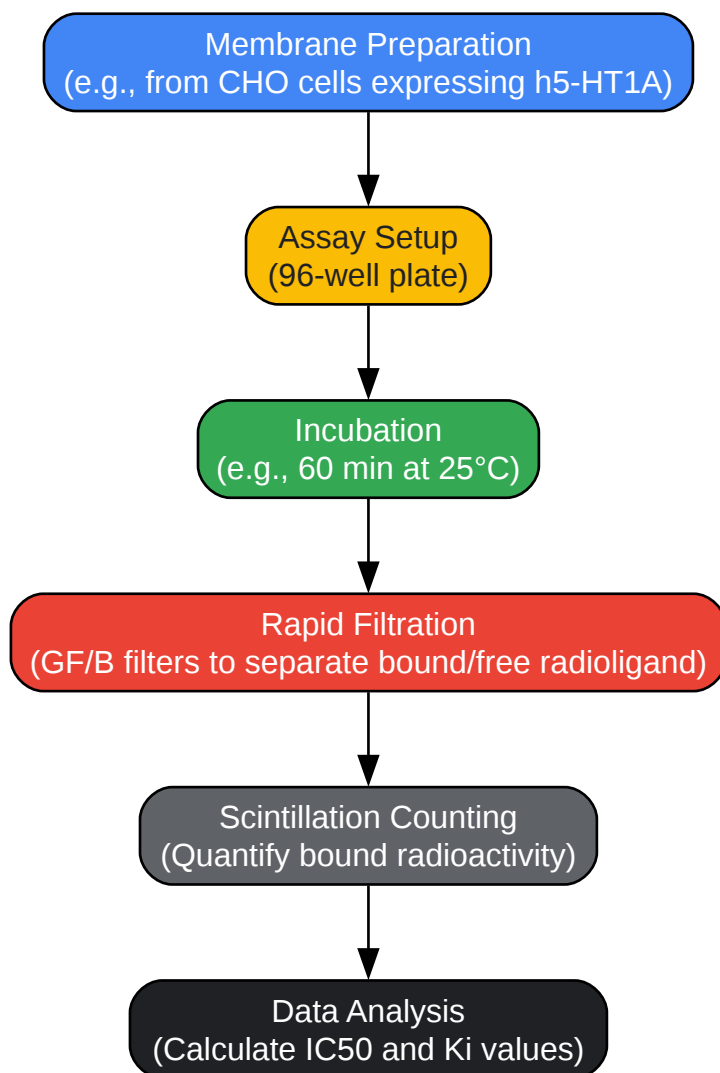 Membrane Preparation
(e.g., from CHO cells expressing h5-HT1A)
Assay Setup
(96-well plate)
Incubation
(e.g., 60 min at 25°C)
Rapid Filtration
(GF/B filters to separate bound/free radioligand)
Scintillation Counting
(Quantify bound radioactivity)
Data Analysis
(Calculate IC50 and Ki values)